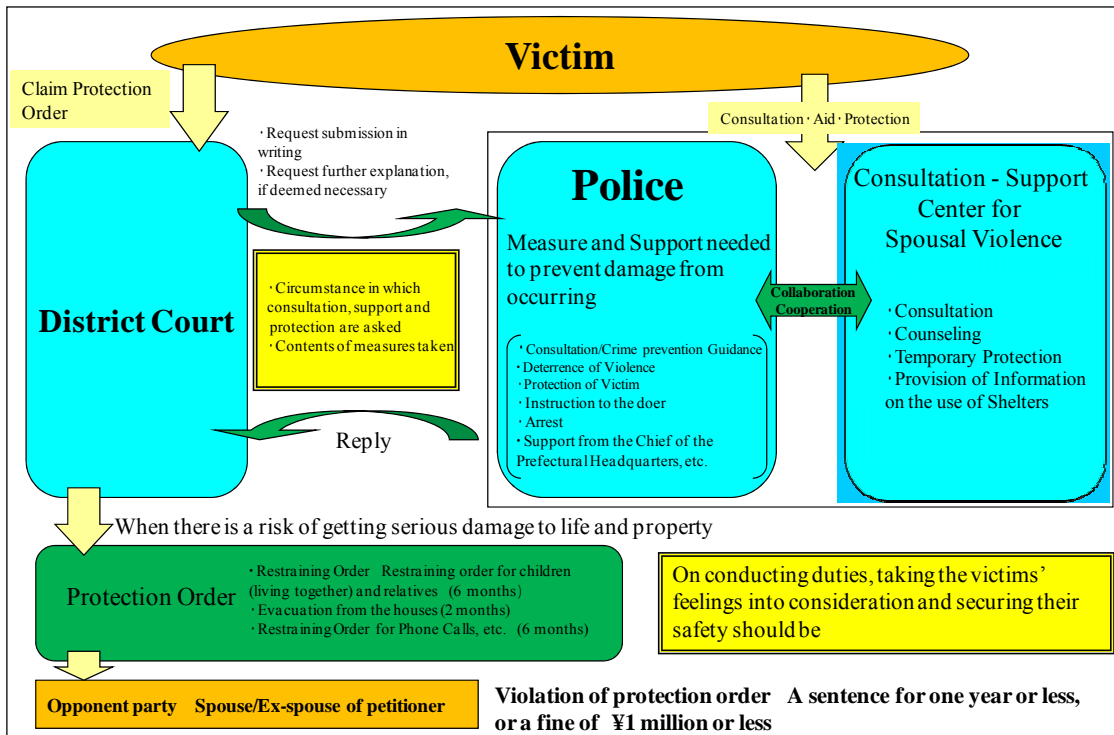 Victim
Claim Protection
Order
Consultation・Aid・Protection
・Request submission in
writing
・Request further explanation,
if deemed necessary
District Court
・Circumstance in which
consultation, support and
protection are asked
・Contents of measures taken
Reply
Police
Measure and Support needed
to prevent damage from
occurring
・Consultation/Crime prevention Guidance
・Deterrence of Violence
・Protection of Victim
・Instruction to the doer
・Arrest
・Support from the Chief of the
Prefectural Headquarters, etc.
Collaboration
Cooperation
Consultation - Support
Center for
Spousal Violence
・Consultation
・Counseling
・Temporary Protection
・Provision of Information
on the use of Shelters
When there is a risk of getting serious damage to life and property
Protection Order
・Restraining Order Restraining order for children
(living together) and relatives (6 months)
・Evacuation from the houses (2 months)
・Restraining Order for Phone Calls, etc. (6 months)
On conducting duties, taking the victims'
feelings into consideration and securing their
safety should be
Opponent party Spouse/Ex-spouse of petitioner
Violation of protection order A sentence for one year or less,
or a fine of ¥1 million or less